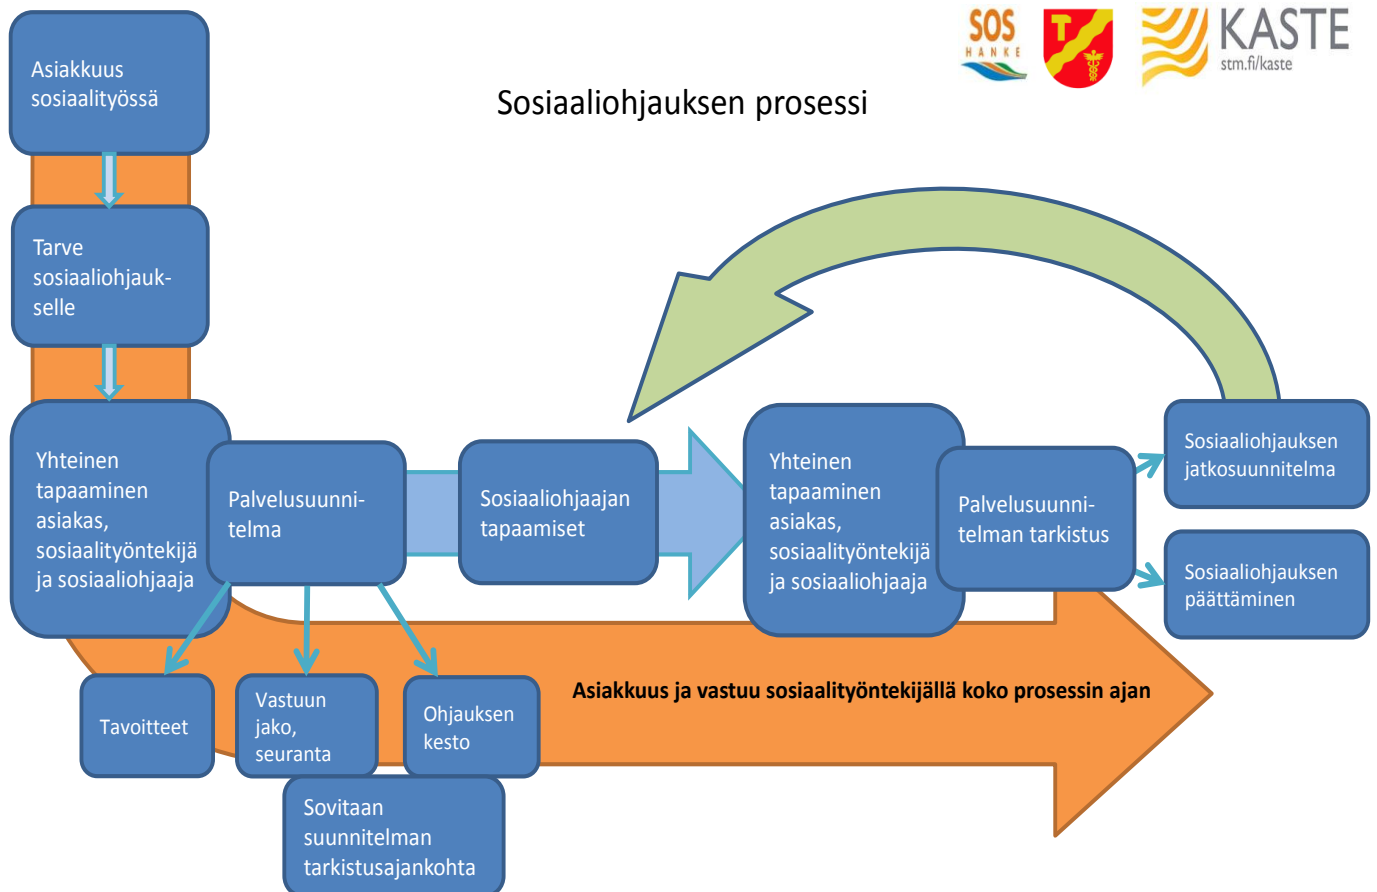 SOS
HANKE
T
KASTE
stm.fi/kaste
Sosiaaliohjauksen prosessi
Asiakkuus
sosiaalityössä
Tarve
sosiaaliohjauk-
selle
Yhteinen
tapaaminen
asiakas,
sosiaalityöntekijä
ja sosiaaliohjaaja
Palvelusuunni-
telma
Sosiaaliohjaajan
tapaamiset
Yhteinen
tapaaminen
asiakas,
sosiaalityöntekijä
ja sosiaaliohjaaja
Palvelusuunni-
telman tarkistus
Sosiaaliohjauksen
jatkosuunnitelma
Sosiaaliohjauksen
päättäminen
Asiakkuus ja vastuu sosiaalityöntekijällä koko prosessin ajan
Tavoitteet
Vastuun
jako,
seuranta
Ohjauksen
kesto
Sovitaan
suunnitelman
tarkistusajankohta